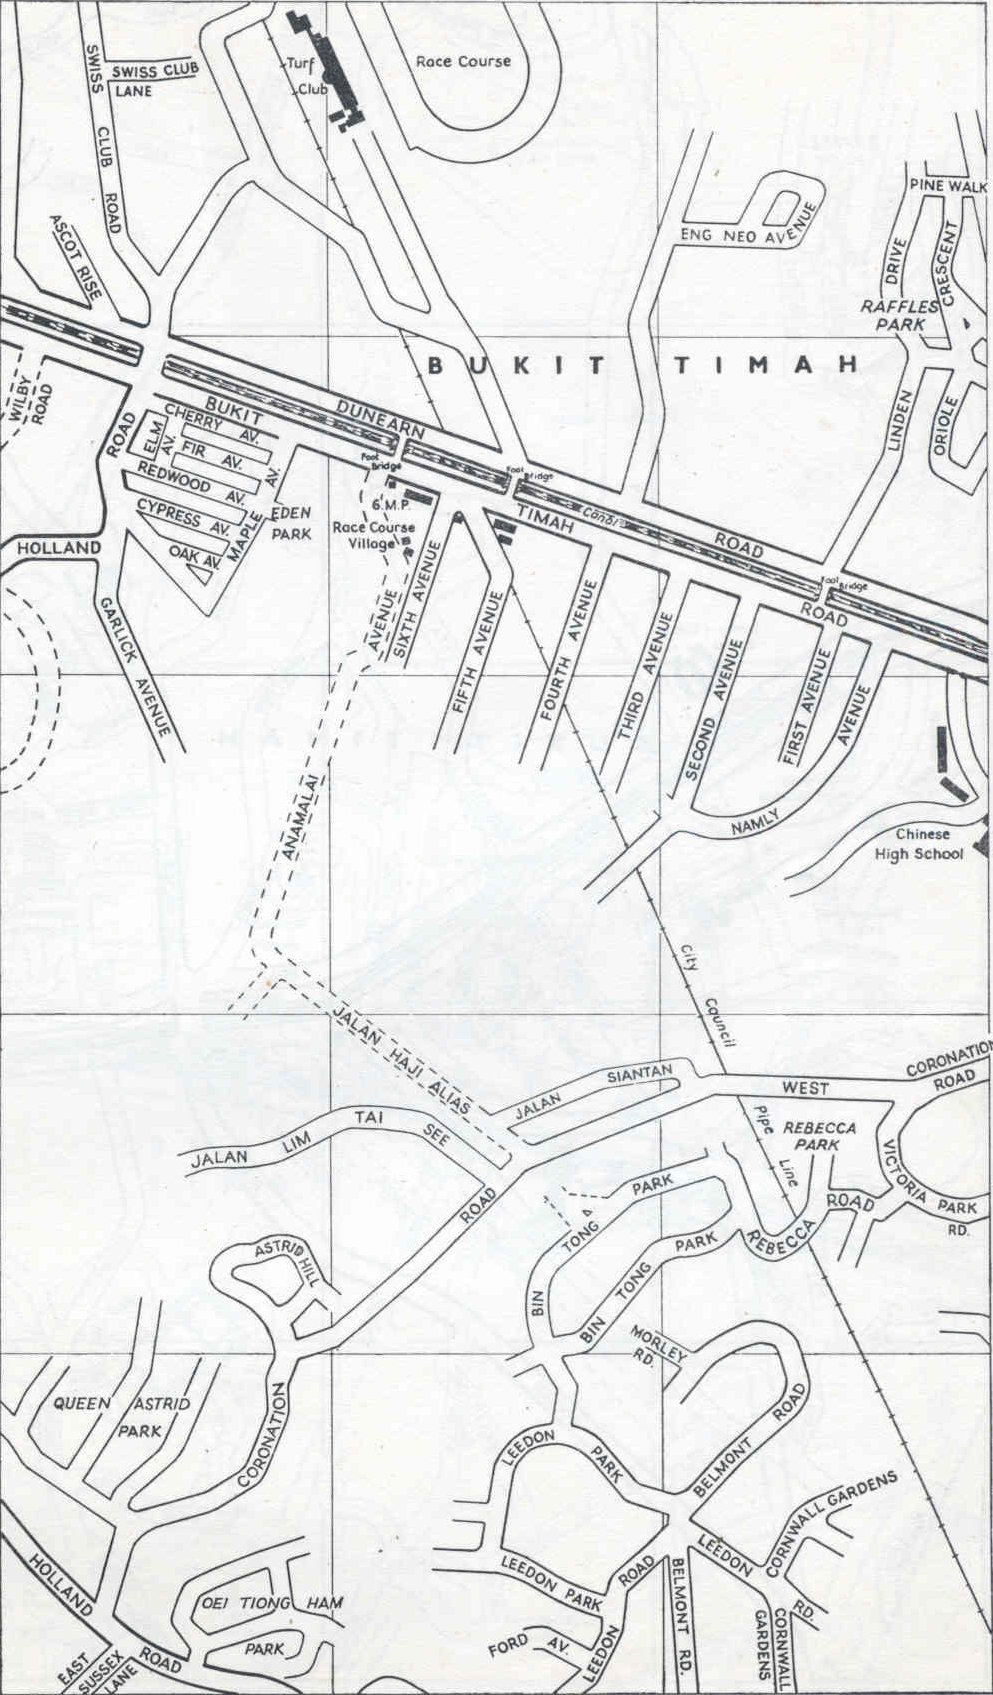 SWISS CLUB ROAD
SWISS CLUB
LANE
Turf
Club
Race Course
ASCOT RISE
ENG NEO AVENUE
PINE WALK
DRIVE
CRESCENT
RAFFLES
PARK
BUKIT TIMAH
WILBY
ROAD
ROAD
BUKIT
DUNEARN
CHERRY AV.
ELM
AV.
FIR AV.
REDWOOD AV.
CYPRESS AV.
OAK AV.
MAPLE AV.
EDEN
PARK
Foot
Bridge
6.M.P.
Race Course
Village
Foot
Bridge
TIMAH
Canal
ROAD
LINDEN
ORIOLE
Foot
Bridge
ROAD
HOLLAND
GARLICK AVENUE
AVENUE
SIXTH AVENUE
FIFTH AVENUE
FOURTH AVENUE
THIRD AVENUE
SECOND AVENUE
FIRST AVENUE
AVENUE
NAMLY
ANAMALAI
Chinese
High School
City Council
JALAN HAJI ALIAS
JALAN SIANTAN
WEST
CORONATION
ROAD
JALAN LIM TAI SEE
ROAD
Pipe Line
REBECCA
PARK
VICTORIA PARK
RD.
PARK
TONG
BIN
ROAD
REBECCA
BIN TONG PARK
ASTRID HILL
MORLEY
RD.
QUEEN ASTRID
PARK
CORONATION
LEEDON PARK
BELMONT ROAD
CORNWALL GARDENS
LEEDON
RD.
LEEDON PARK
ROAD
LEEDON
BELMONT RD.
CORNWALL
GARDENS
HOLLAND
ROAD
OEI TIONG HAM
PARK
FORD AV.
EAST
SUSSEX
LANE